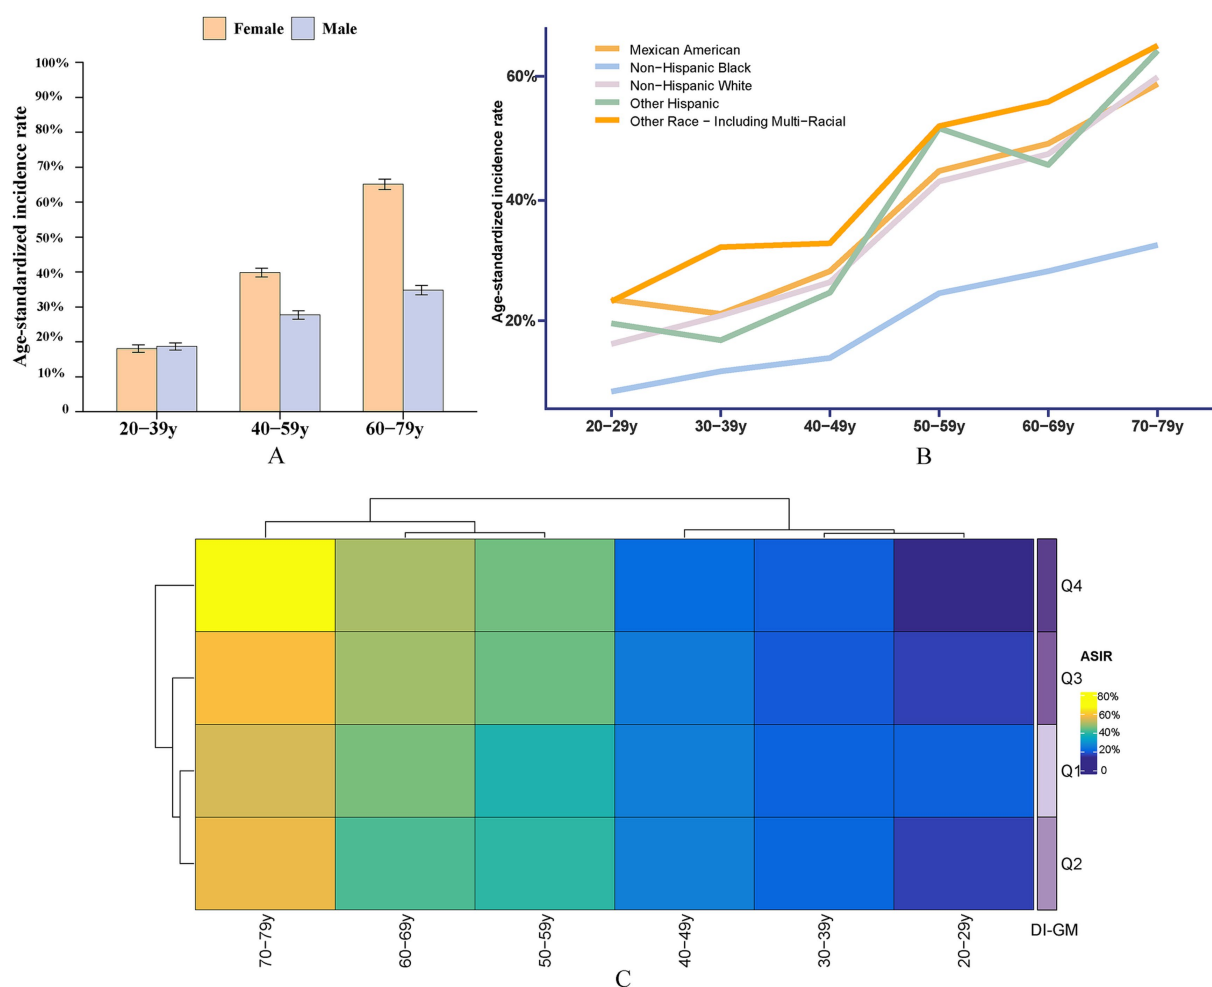 Female Male
Age-standardized incidence rate
100%
90%
80%
70%
60%
50%
40%
30%
20%
10%
0
20−39y 40−59y 60−79y
A
Mexican American
Non−Hispanic Black
Non−Hispanic White
Other Hispanic
Other Race − Including Multi−Racial
Age−standardized incidence rate
60%
40%
20%
20−29y 30−39y 40−49y 50−59y 60−69y 70−79y
B
Q4
Q3
Q1
Q2
ASIR
80%
60%
40%
20%
0
DI-GM
70−79y 60−69y 50−59y 40−49y 30−39y 20−29y
C